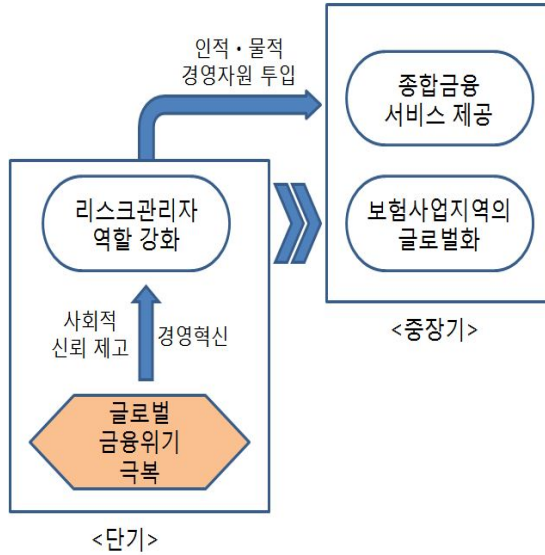 인적・물적
경영자원 투입
종합금융
서비스 제공
리스크관리자
역할 강화
보험사업지역의
글로벌화
사회적
신뢰 제고
경영혁신
<중장기>
글로벌
금융위기
극복
<단기>